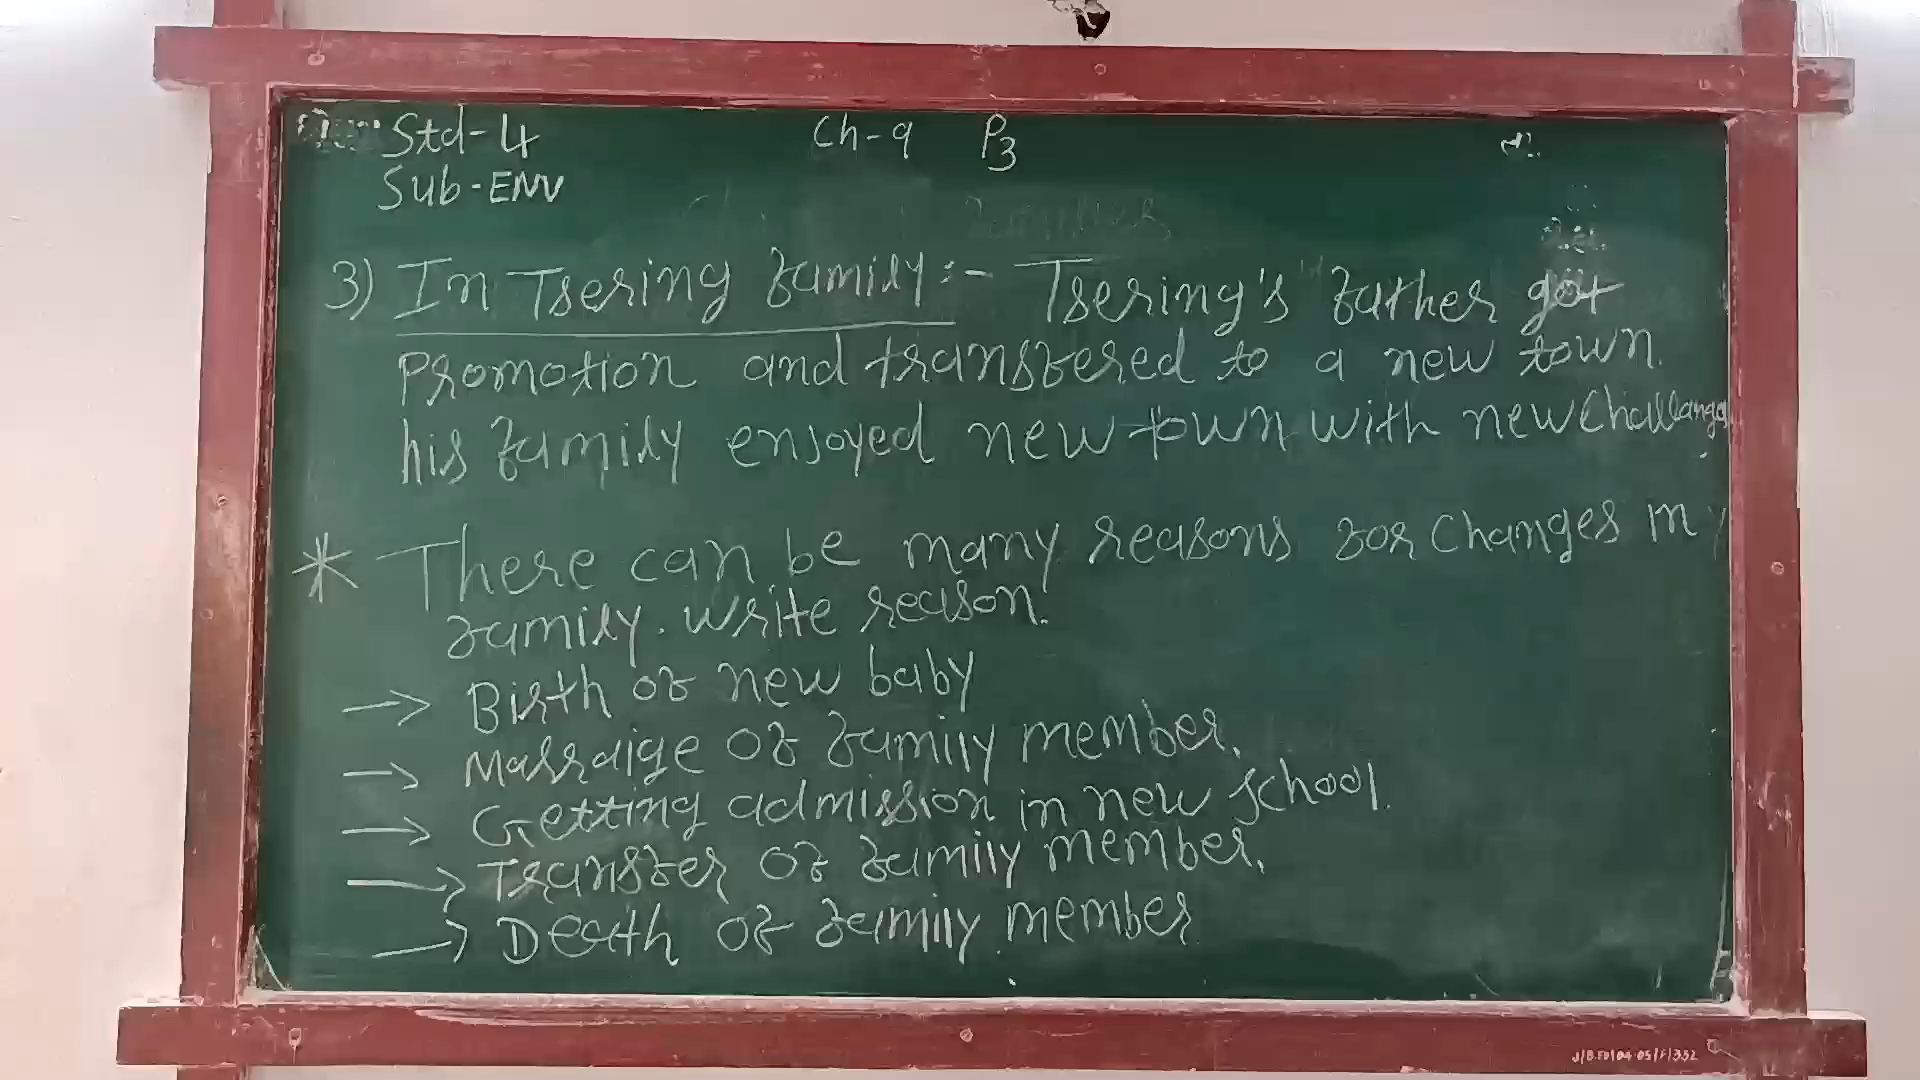 Std-4 Ch-9 P3
Sub-ENV
3) In Tsering family:- Tsering's father got
Promotion and transfered to a new town.
his family enjoyed new town with new Challange
* There can be many reasons for Changes in
family. write reason.
→ Birth of new baby
→ Marraige of family member.
→ Getting admission in new school.
→ Transfer of family member.
→ Death of family member